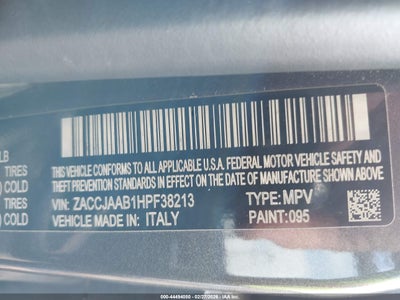 LB
TIRES
COLD
TIRES
COLD
THIS VEHICLE CONFORMS TO ALL APPLICABLE U.S.A. FEDERAL MOTOR VEHICLE SAFETY AND
THEFT PREVENTION STANDARDS IN EFFECT ON THE DATE OF MANUFACTURE SHOWN ABOVE.
VIN: ZACCJAAB1HPF38213
TYPE: MPV
VEHICLE MADE IN: ITALY
PAINT: 095
000-44494080 - 02/27/2026 - IAA, Inc.